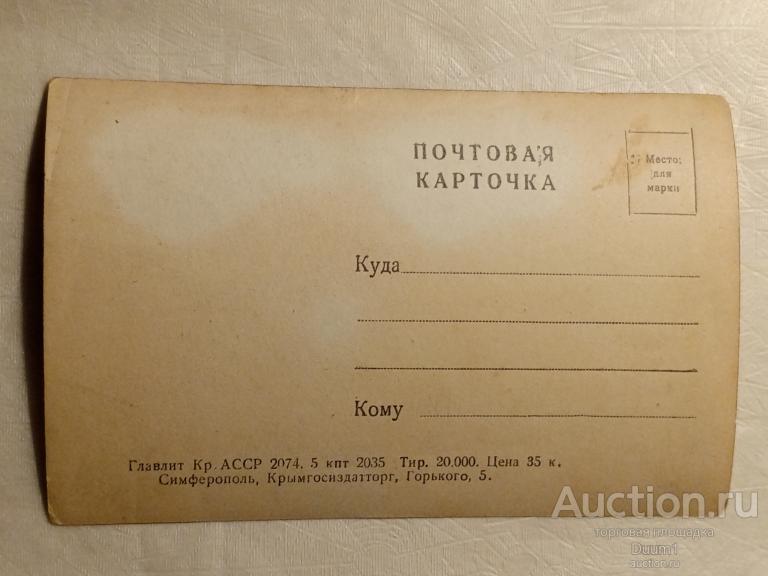 ПОЧТОВАЯ
КАРТОЧКА
Место
для
марки
Куда
Кому
Главлит Кр. АССР 2074. 5 кпт 2035 Тир. 20.000. Цена 35 к.
Симферополь, Крымгосиздатторг, Горького, 5.
Auction.ru
торговая площадка
Duum1
auction.ru